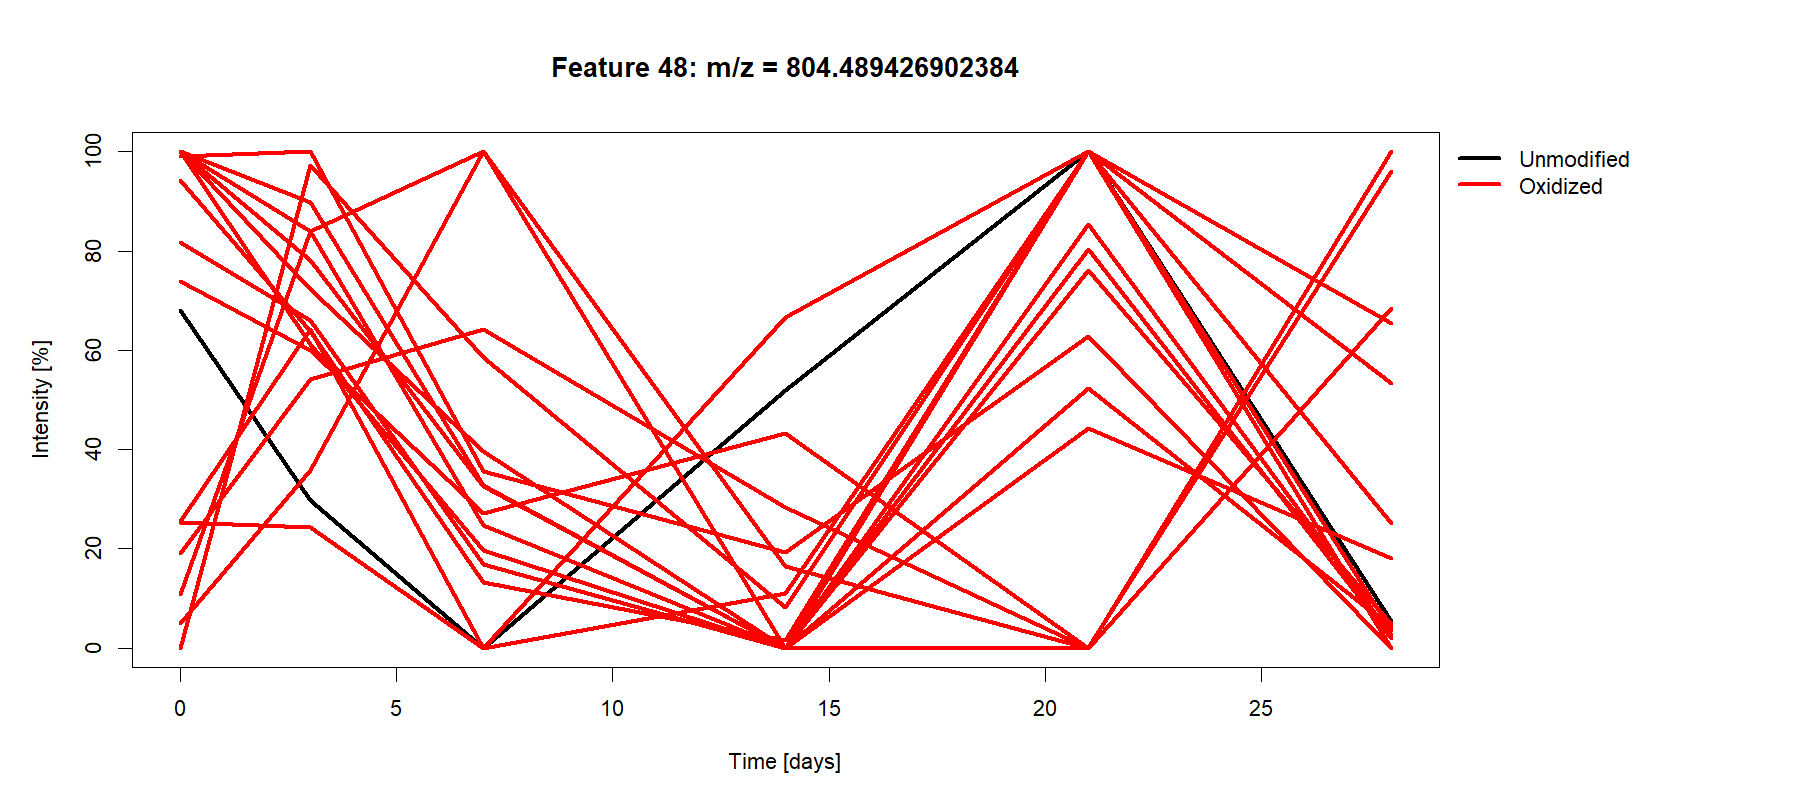 Feature 48: m/z = 804.489426902384
Unmodified
Oxidized
100
80
60
40
20
0
Intensity [%]
0 5 10 15 20 25
Time [days]